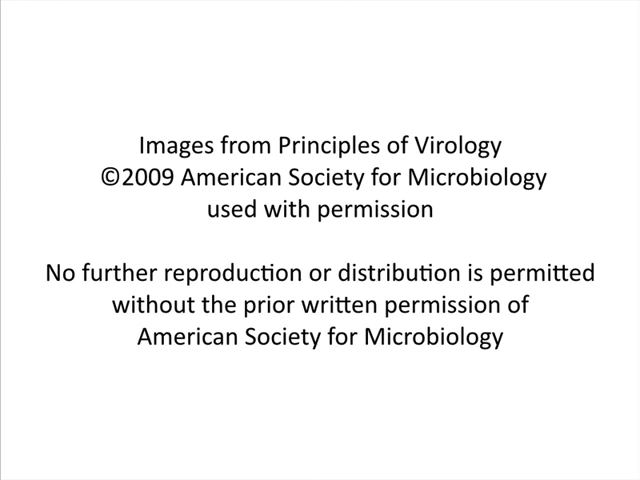 Images from Principles of Virology
©2009 American Society for Microbiology
used with permission
No further reproduction or distribution is permitted
without the prior written permission of
American Society for Microbiology